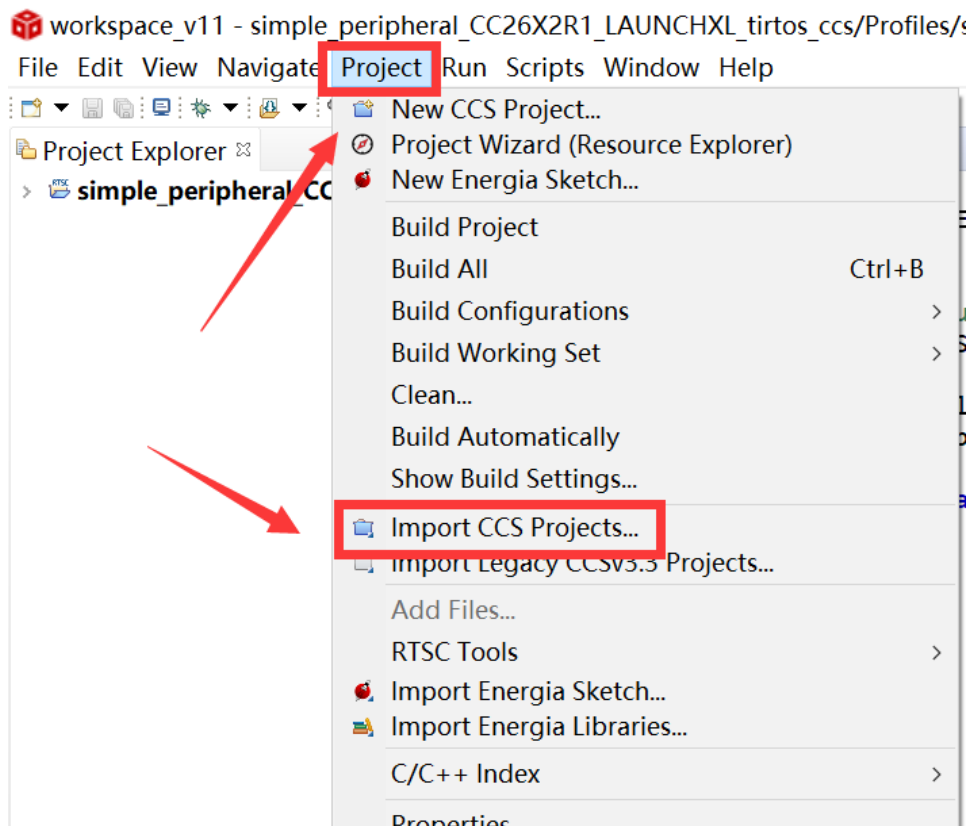 workspace_v11 - simple_peripheral_CC26X2R1_LAUNCHXL_tirtos_ccs/Profiles/s
File Edit View Navigate Project Run Scripts Window Help
Project Explorer
simple_peripheral_CC
New CCS Project...
Project Wizard (Resource Explorer)
New Energia Sketch...
Build Project
Build All Ctrl+B
Build Configurations
Build Working Set
Clean...
Build Automatically
Show Build Settings...
Import CCS Projects...
Import Legacy CCSv3.3 Projects...
Add Files...
RTSC Tools
Import Energia Sketch...
Import Energia Libraries...
C/C++ Index
Properties